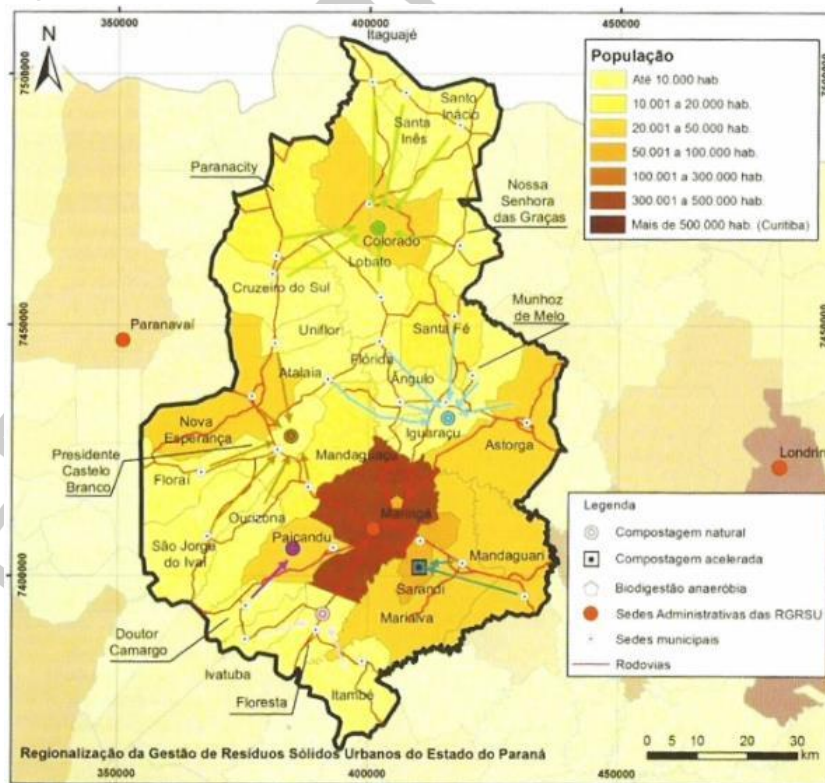 350000
400000
450000
Itaguajé
N
7500000
7500000
População
Até 10.000 hab
10.001 a 20.000 hab.
20.001 a 50.000 hab.
50.001 a 100.000 hab.
100.001 a 300.000 hab.
300.001 a 500.000 hab.
Mais de 500.000 hab. (Curitiba)
Santo
Inácio
Santa
Inês
Paranacity
Nossa
Senhora
das Graças
Colorado
Lobato
Cruzeiro do Sul
Munhoz
de Melo
7450000
7450000
Paranavaí
Uniflor
Santa Fé
Flórida
Atalaia
Ângulo
Nova
Esperança
Iguaraçu
Astorga
Presidente
Castelo
Branco
Mandaguaçu
Floraí
Londrin
Maringá
Ourizona
Paiçandu
São Jorge
do Ivaí
Mandaguari
7400000
Sarandi
Marialva
Doutor
Camargo
Ivatuba
Floresta
Itambé
Legenda
Compostagem natural
Compostagem acelerada
Biodigestão anaeróbia
Sedes Administrativas das RGRSU
Sedes municipais
Rodovias
Regionalização da Gestão de Resíduos Sólidos Urbanos do Estado do Paraná
0 5 10 20 30
km
350000
400000
450000